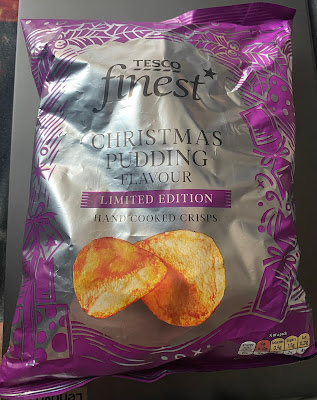 TESCO
finest*
CHRISTMAS
PUDDING
FLAVOUR
LIMITED EDITION
HAND COOKED CRISPS